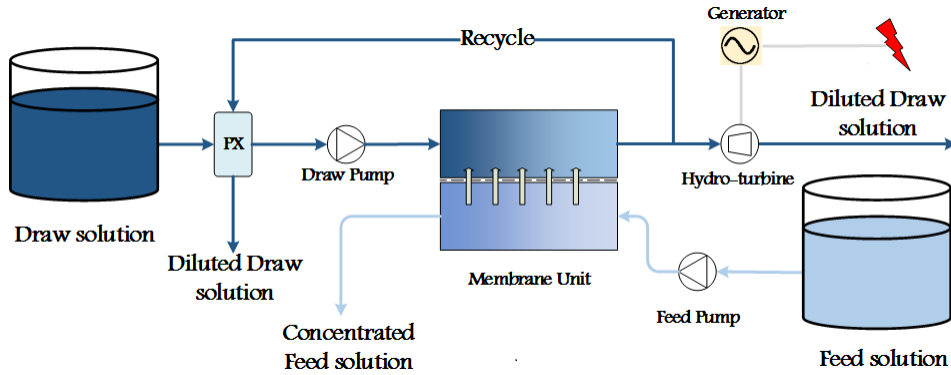 Generator
Recycle
Diluted Draw
solution
PX
Draw Pump
Hydro-turbine
Draw solution
Diluted Draw
solution
Membrane Unit
Feed Pump
Concentrated
Feed solution
Feed solution